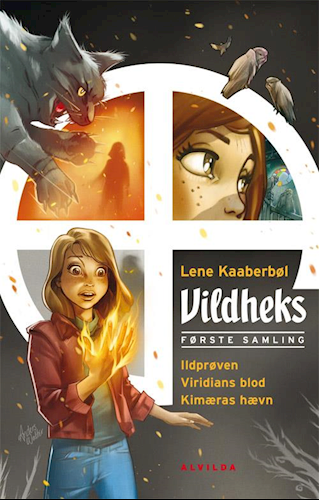 Lene Kaaberbøl
Vildheks
FØRSTE SAMLING
Ildprøven
Viridians blod
Kimæras hævn
ALVILDA